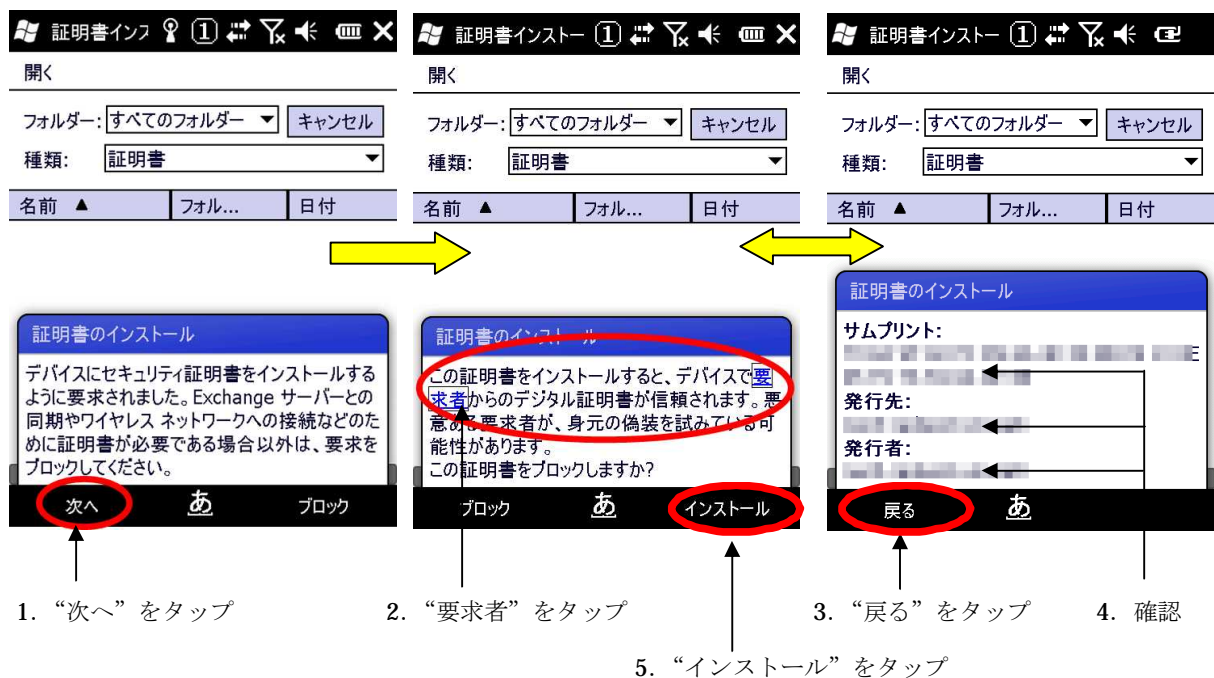 証明書インス 1
開く
フォルダー: すべてのフォルダー キャンセル
種類: 証明書
名前 ▲ フォル... 日付
証明書のインストール
デバイスにセキュリティ証明書をインストールする
ように要求されました。Exchange サーバーとの
同期やワイヤレス ネットワークへの接続などのた
めに証明書が必要である場合以外は、要求を
ブロックしてください。
次へ あ ブロック
1. “次へ”をタップ
証明書インストー 1
開く
フォルダー: すべてのフォルダー キャンセル
種類: 証明書
名前 ▲ フォル... 日付
証明書のインストール
この証明書をインストールすると、デバイスで要
求者からのデジタル証明書が信頼されます。悪
意ある要求者が、身元の偽装を試みている可
能性があります。
この証明書をブロックしますか?
ブロック あ インストール
2. “要求者”をタップ
証明書インストー 1
開く
フォルダー: すべてのフォルダー キャンセル
種類: 証明書
名前 ▲ フォル... 日付
証明書のインストール
サムプリント:
発行先:
発行者:
戻る あ
3. “戻る”をタップ
4. 確認
5. “インストール”をタップ